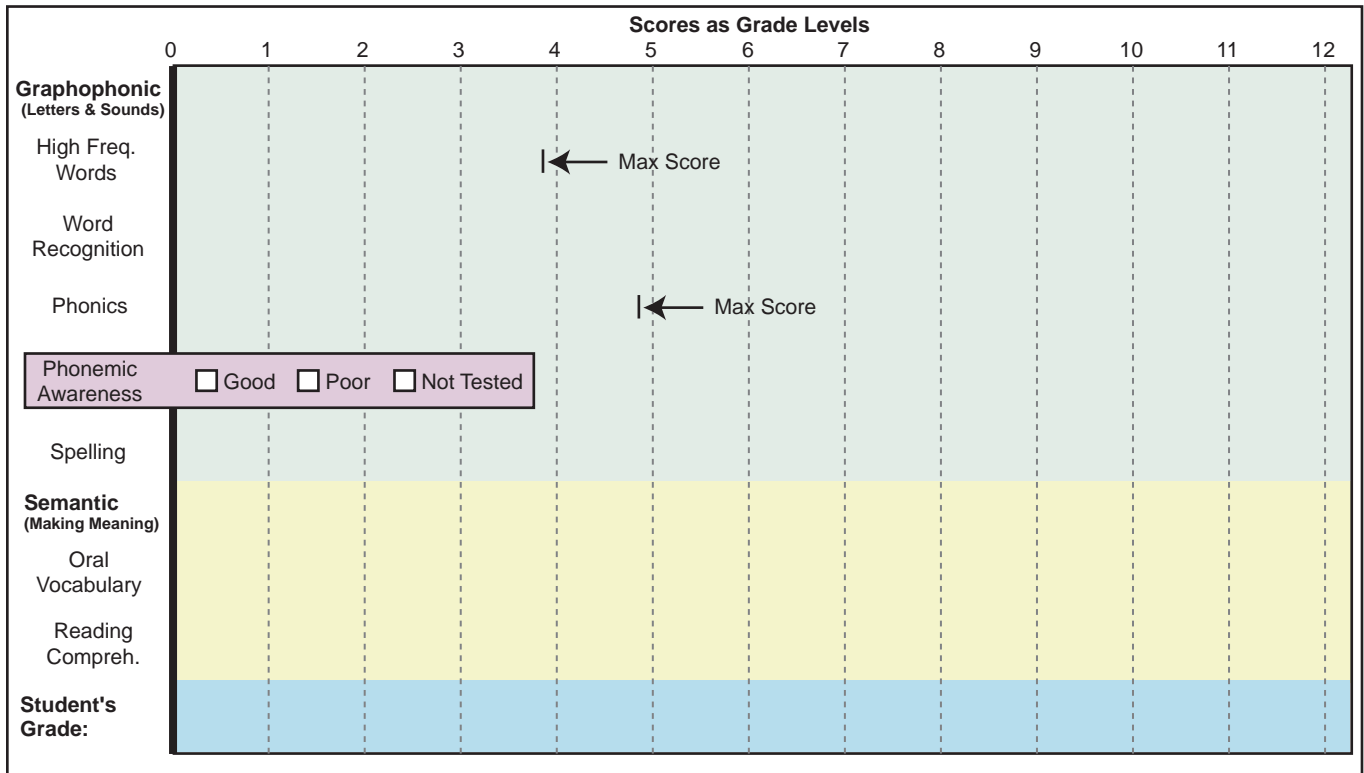 Scores as Grade Levels
0 1 2 3 4 5 6 7 8 9 10 11 12
Graphophonic
(Letters & Sounds)
High Freq.
Words
Max Score
Word
Recognition
Phonics
Max Score
Phonemic
Awareness
Good Poor Not Tested
Spelling
Semantic
(Making Meaning)
Oral
Vocabulary
Reading
Compreh.
Student's
Grade: